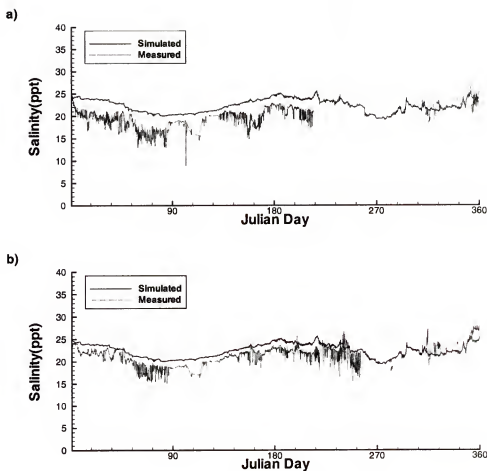 a)
40
35
30
25
20
15
10
5
0
Salinity(ppt)
Simulated
Measured
90
180
270
360
Julian Day
b)
40
35
30
25
20
15
10
5
0
Salinity(ppt)
Simulated
Measured
90
180
270
360
Julian Day